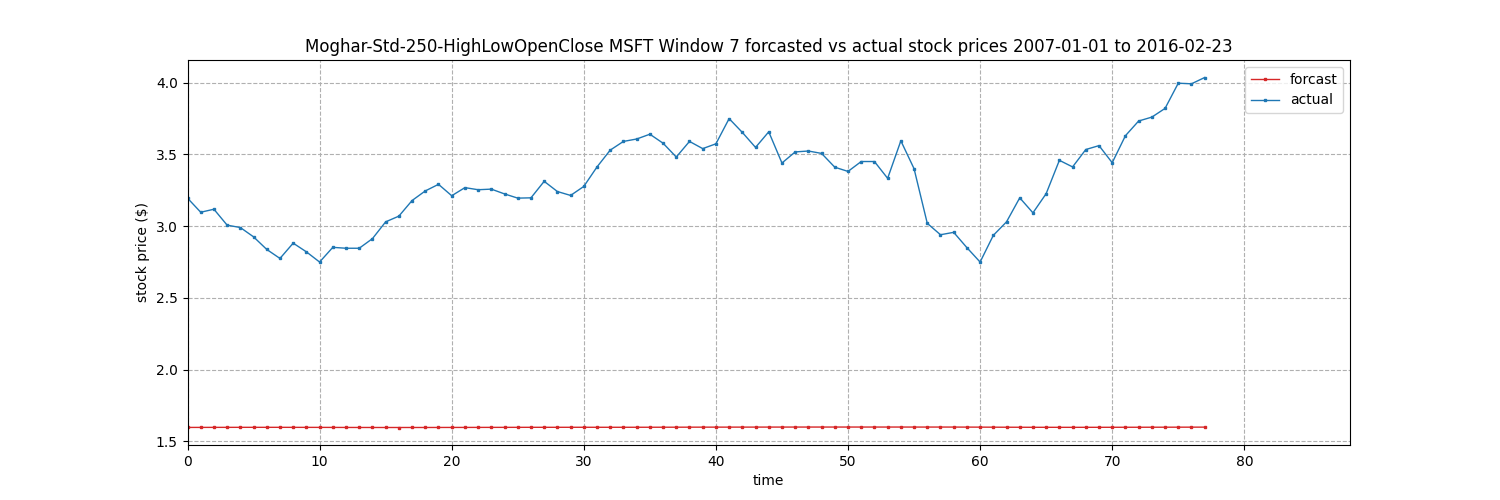 Moghar-Std-250-HighLowOpenClose MSFT Window 7 forcasted vs actual stock prices 2007-01-01 to 2016-02-23
forcast
actual
stock price ($)
4.0
3.5
3.0
2.5
2.0
1.5
0 10 20 30 40 50 60 70 80
time